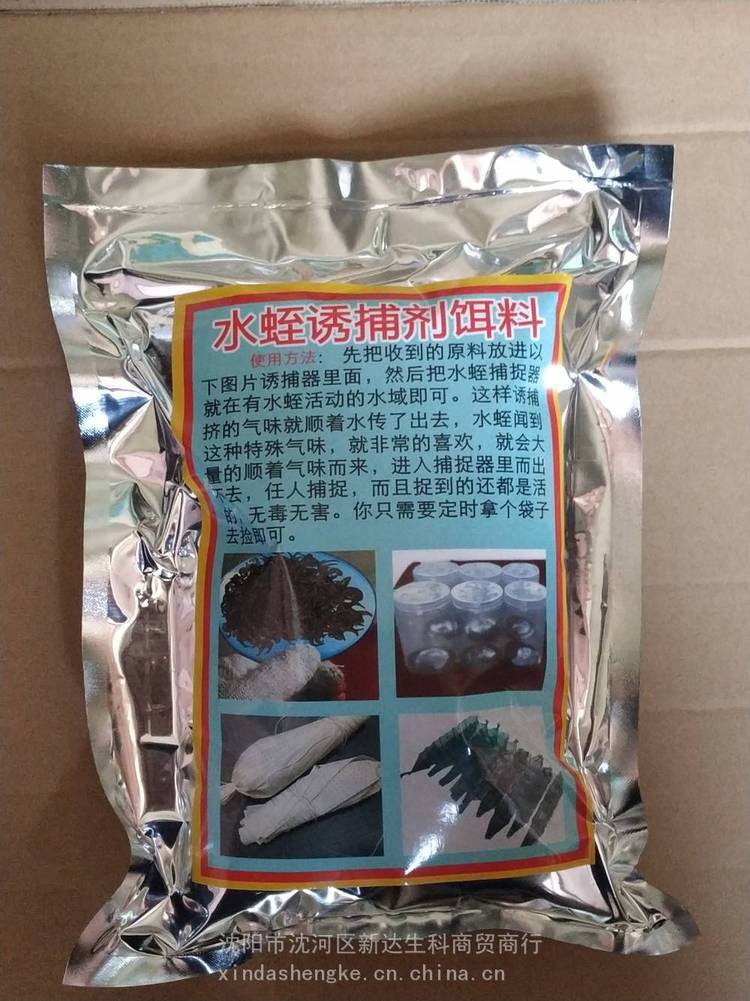 水蛭诱捕剂饵料
使用方法：先把收到的原料放进以
下图片诱捕器里面，然后把水蛭捕捉器
就在有水蛭活动的水域即可。这样诱捕
挤的气味就顺着水传了出去，水蛭闻到
这种特殊气味，就非常的喜欢，就会大
量的顺着气味而来，进入捕捉器里而出
去，任人捕捉，而且捉到的还都是活
的，无毒无害。你只需要定时拿个袋子
去捡即可。
沈阳市沈河区新达生科商贸商行
xindashengke.cn.china.cn